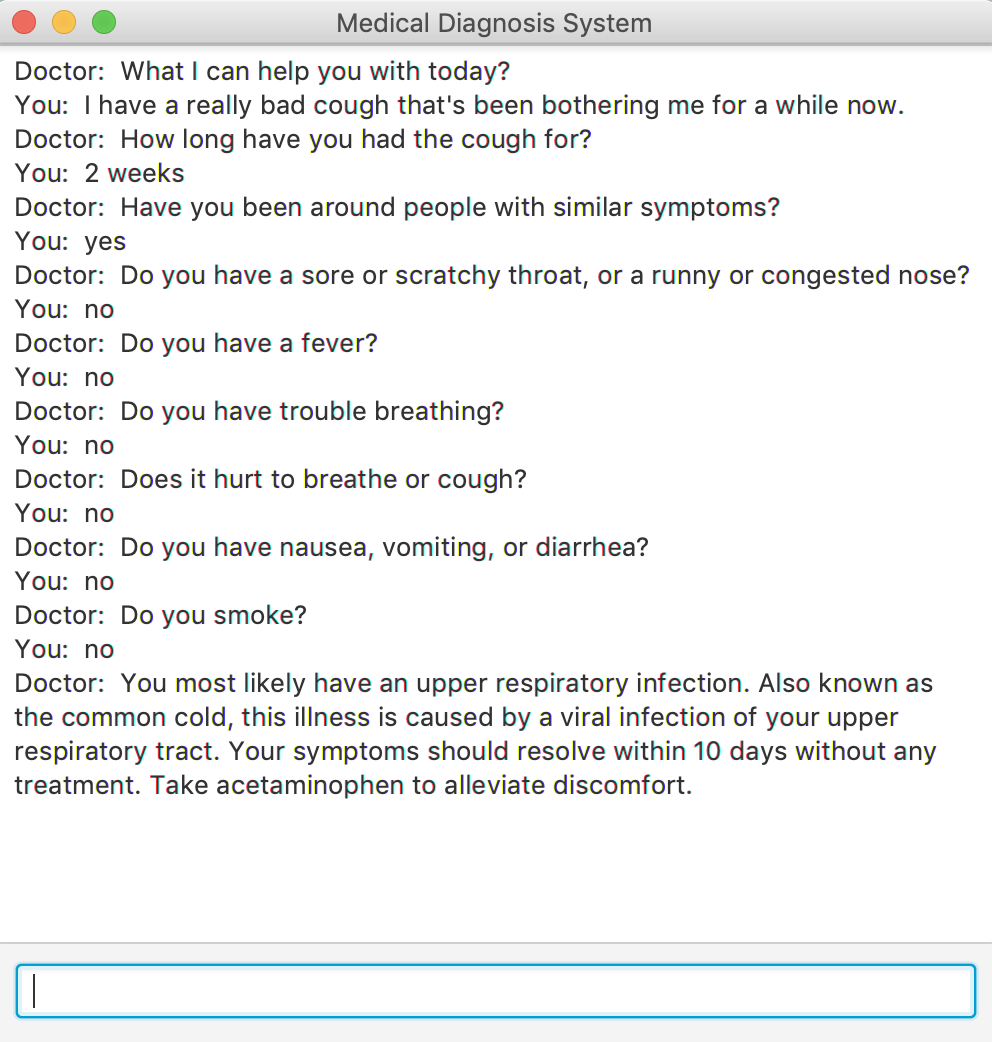 Medical Diagnosis System
Doctor:  What I can help you with today?
You:  I have a really bad cough that's been bothering me for a while now.
Doctor:  How long have you had the cough for?
You:  2 weeks
Doctor:  Have you been around people with similar symptoms?
You:  yes
Doctor:  Do you have a sore or scratchy throat, or a runny or congested nose?
You:  no
Doctor:  Do you have a fever?
You:  no
Doctor:  Do you have trouble breathing?
You:  no
Doctor:  Does it hurt to breathe or cough?
You:  no
Doctor:  Do you have nausea, vomiting, or diarrhea?
You:  no
Doctor:  Do you smoke?
You:  no
Doctor:  You most likely have an upper respiratory infection. Also known as
the common cold, this illness is caused by a viral infection of your upper
respiratory tract. Your symptoms should resolve within 10 days without any
treatment. Take acetaminophen to alleviate discomfort.